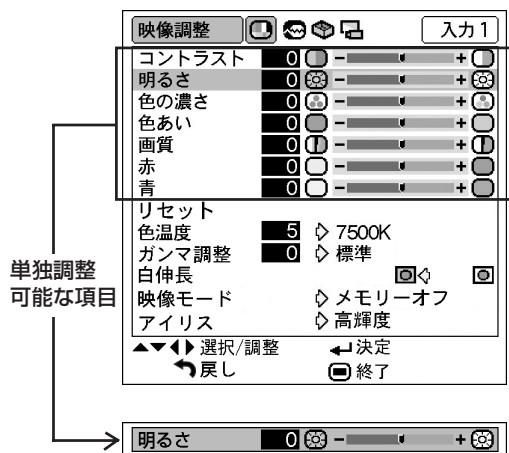 映像調整 入力1
コントラスト 0 - +
明るさ 0 - +
色の濃さ 0 - +
色あい 0 - +
画質 0 - +
赤 0 - +
青 0 - +
リセット
色温度 5 7500K
ガンマ調整 0 標準
白伸長
映像モード メモリーオフ
アイリス 高輝度
単独調整
可能な項目
選択/調整 決定
戻し 終了
明るさ 0 - +